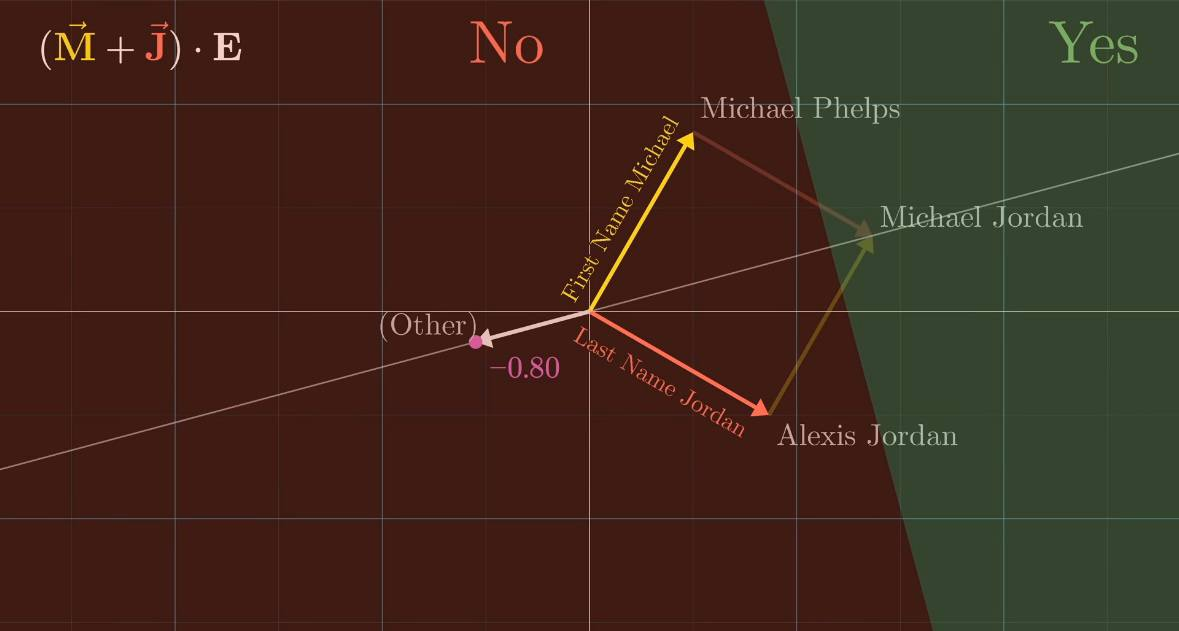 (M⃗ + J⃗) · E
No
Yes
Michael Phelps
First Name Michael
Michael Jordan
(Other)
−0.80
Last Name Jordan
Alexis Jordan